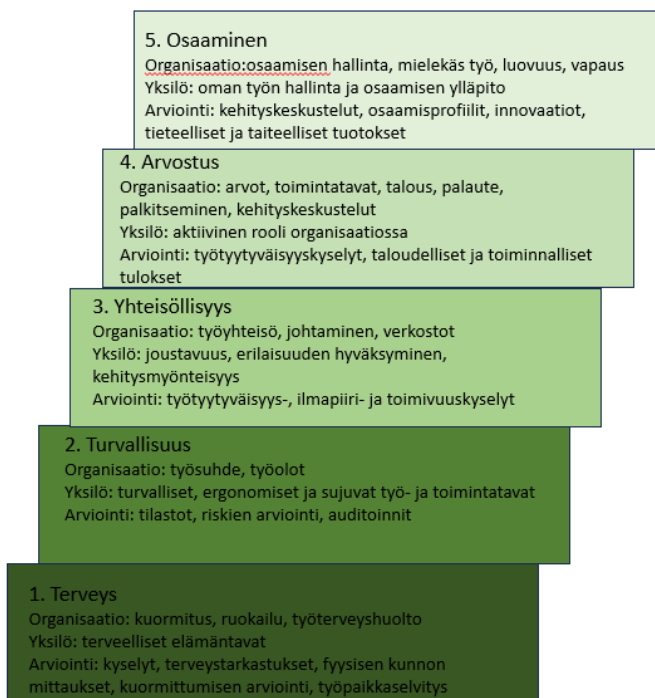 5. Osaaminen
Organisaatio:osaamisen hallinta, mielekäs työ, luovuus, vapaus
Yksilö: oman työn hallinta ja osaamisen ylläpito
Arviointi: kehityskeskustelut, osaamisprofiilit, innovaatiot,
tieteelliset ja taiteelliset tuotokset
4. Arvostus
Organisaatio: arvot, toimintatavat, talous, palaute,
palkitseminen, kehityskeskustelut
Yksilö: aktiivinen rooli organisaatiossa
Arviointi: työtyytyväisyyskyselyt, taloudelliset ja toiminnalliset
tulokset
3. Yhteisöllisyys
Organisaatio: työyhteisö, johtaminen, verkostot
Yksilö: joustavuus, erilaisuuden hyväksyminen,
kehitysmyönteisyys
Arviointi: työtyytyväisyys-, ilmapiiri- ja toimivuuskyselyt
2. Turvallisuus
Organisaatio: työsuhde, työolot
Yksilö: turvalliset, ergonomiset ja sujuvat työ- ja toimintatavat
Arviointi: tilastot, riskien arviointi, auditoinnit
1. Terveys
Organisaatio: kuormitus, ruokailu, työterveyshuolto
Yksilö: terveelliset elämäntavat
Arviointi: kyselyt, terveystarkastukset, fyysisen kunnon
mittaukset, kuormittumisen arviointi, työpaikkaselvitys